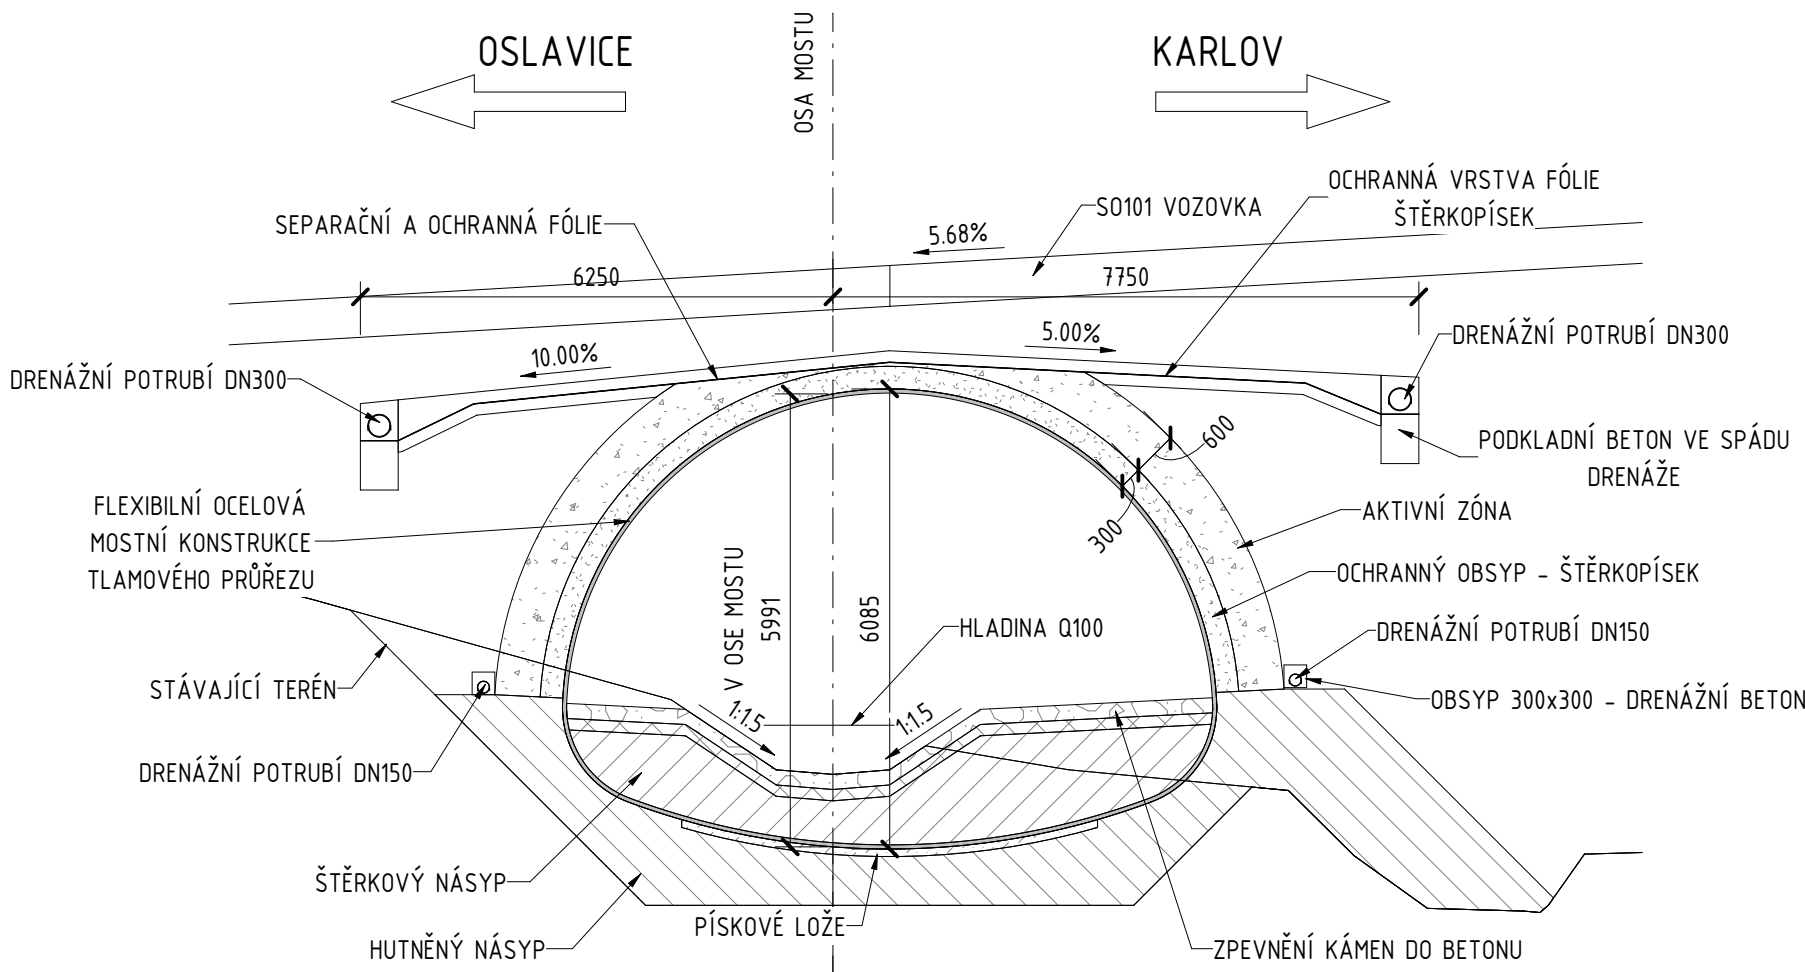 OSLAVICE
OSA MOSTU
KARLOV
OCHRANNÁ VRSTVA FÓLIE
ŠTĚRKOPÍSEK
SO101 VOZOVKA
SEPARAČNÍ A OCHRANNÁ FÓLIE
5.68%
6250
7750
10.00%
5.00%
DRENÁŽNÍ POTRUBÍ DN300
DRENÁŽNÍ POTRUBÍ DN300
PODKLADNÍ BETON VE SPÁDU
DRENÁŽE
600
300
FLEXIBILNÍ OCELOVÁ
MOSTNÍ KONSTRUKCE
TLAMOVÉHO PRŮŘEZU
AKTIVNÍ ZÓNA
OCHRANNÝ OBSYP - ŠTĚRKOPÍSEK
V OSE MOSTU
5991
6085
HLADINA Q100
DRENÁŽNÍ POTRUBÍ DN150
OBSYP 300x300 - DRENÁŽNÍ BETON
STÁVAJÍCÍ TERÉN
1:1.5
1:1.5
DRENÁŽNÍ POTRUBÍ DN150
ŠTĚRKOVÝ NÁSYP
PÍSKOVÉ LOŽE
HUTNĚNÝ NÁSYP
ZPEVNĚNÍ KÁMEN DO BETONU